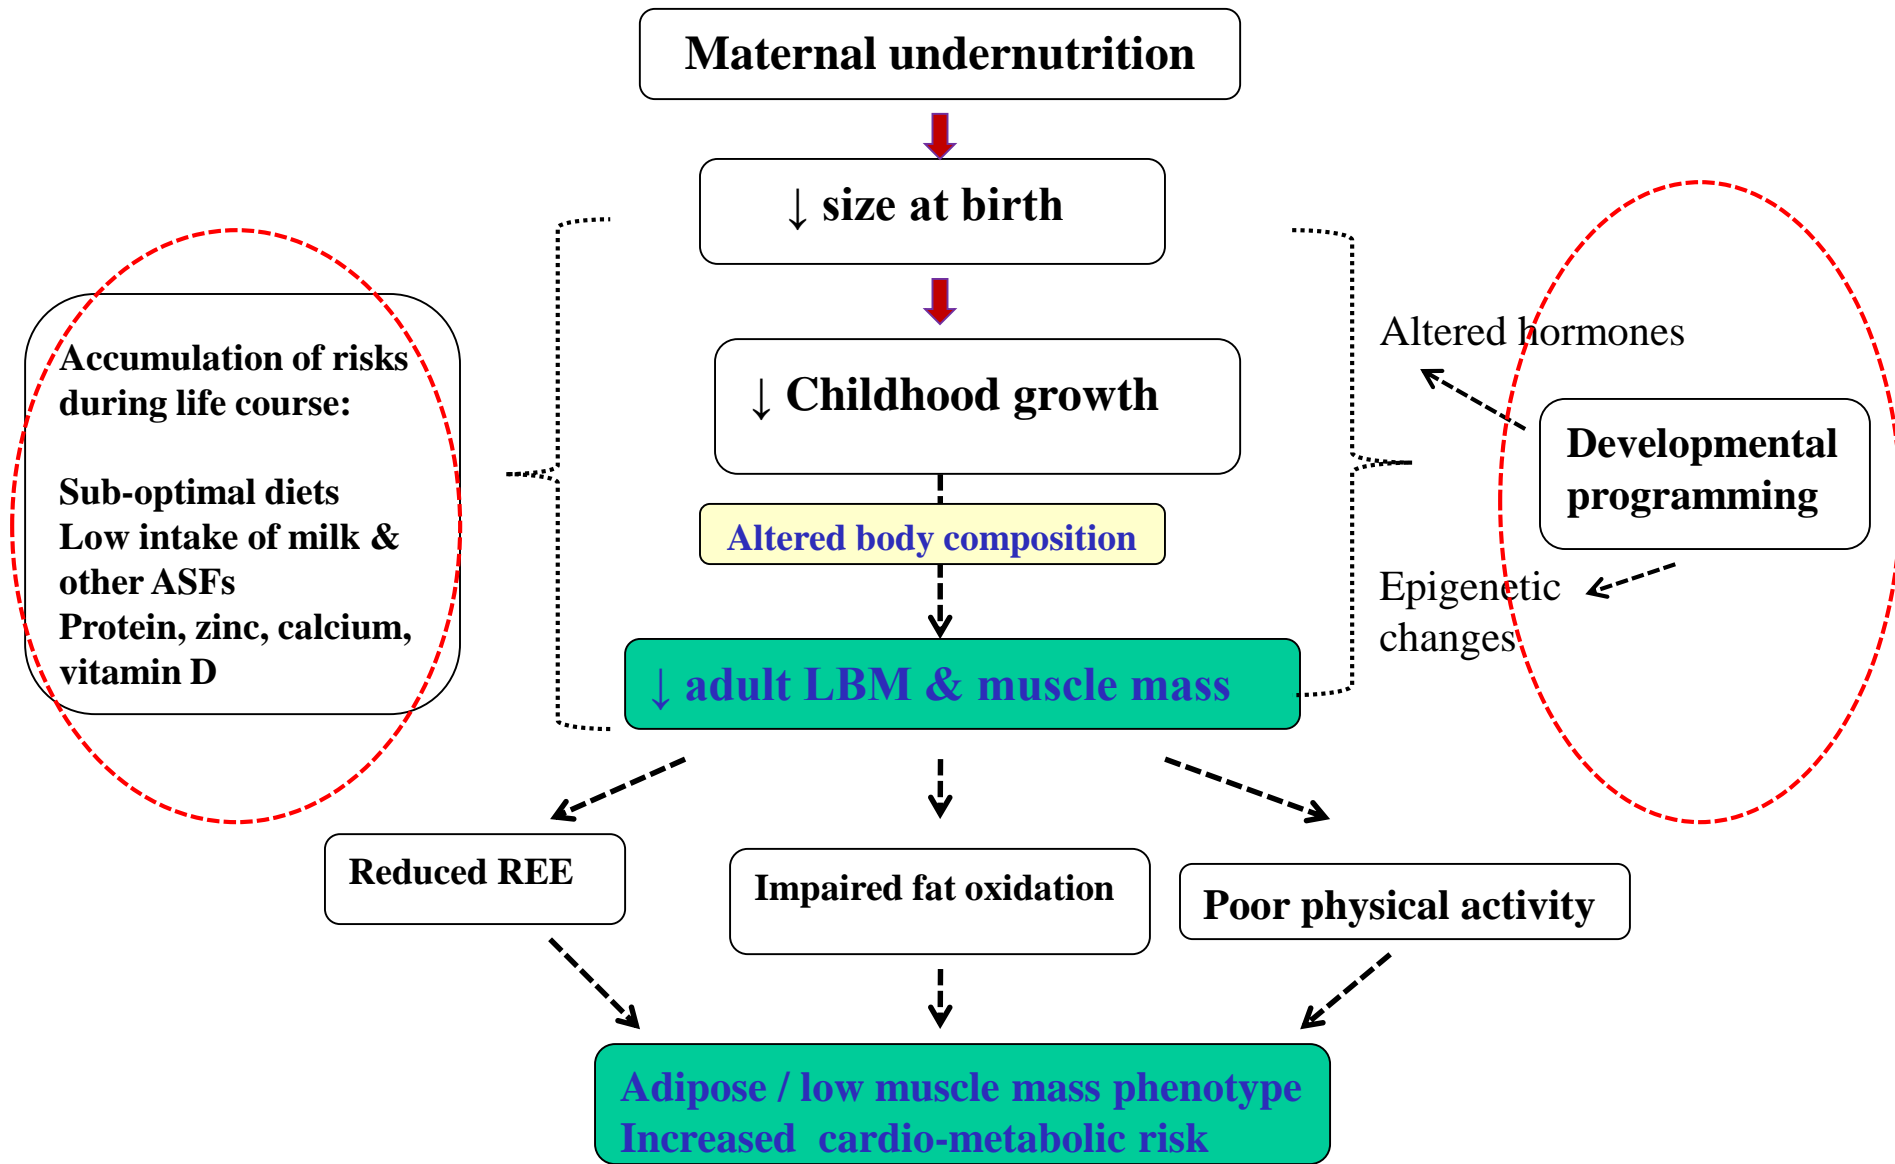 Maternal undernutrition
↓ size at birth
↓ Childhood growth
Altered body composition
↓ adult LBM & muscle mass
Accumulation of risks
during life course:
Sub-optimal diets
Low intake of milk &
other ASFs
Protein, zinc, calcium,
vitamin D
Altered hormones
Developmental
programming
Epigenetic
changes
Reduced REE
Impaired fat oxidation
Poor physical activity
Adipose / low muscle mass phenotype
Increased cardio-metabolic risk